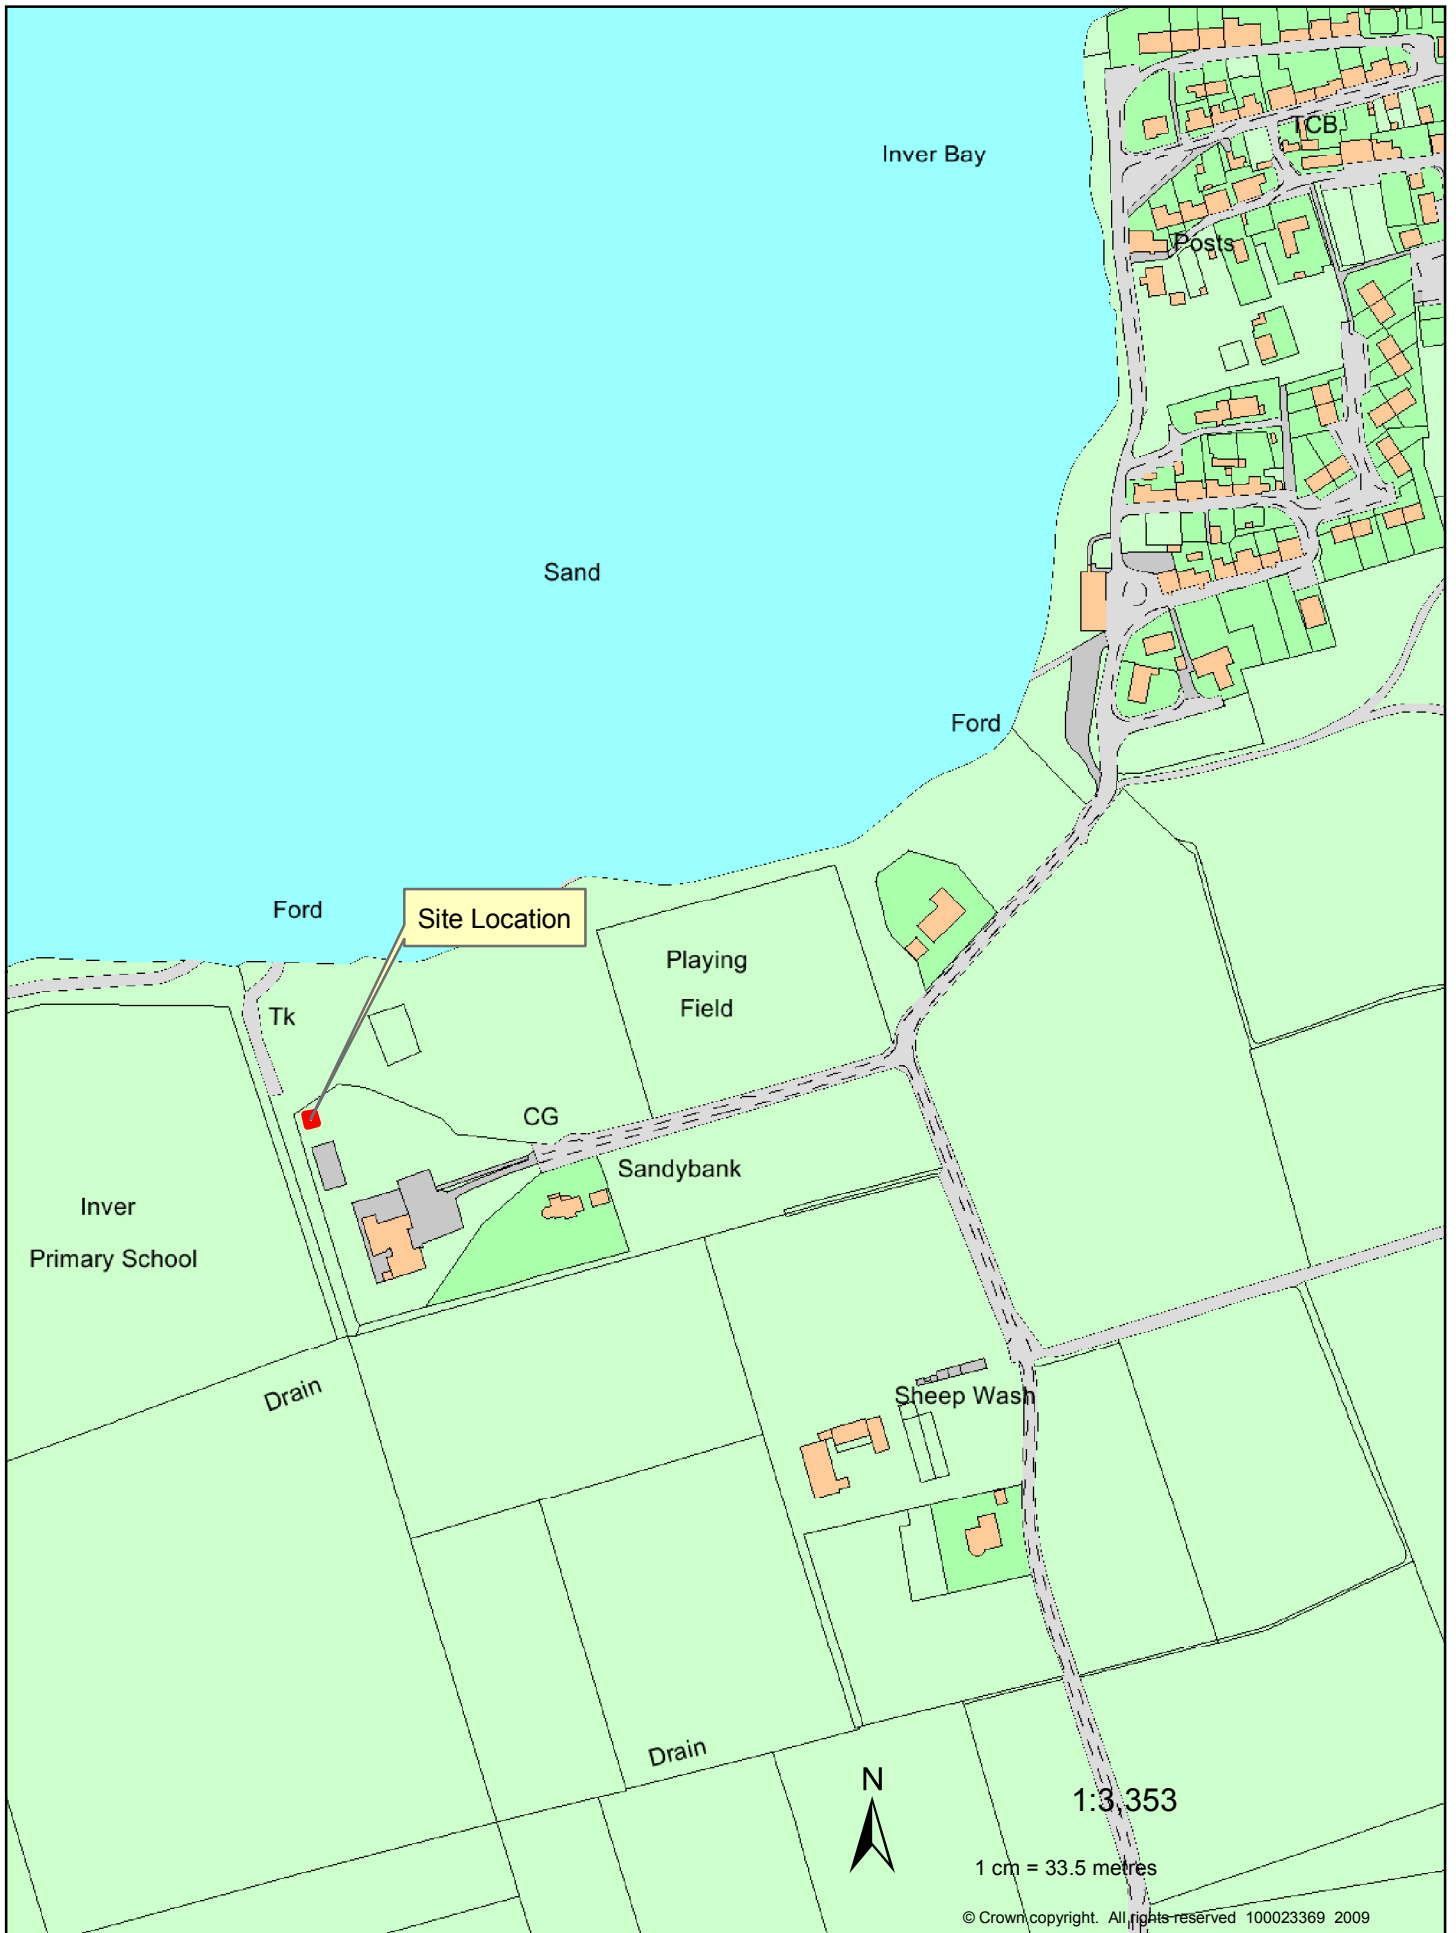 TCB
Inver Bay
Posts
Sand
Ford
Ford
Site Location
Playing
Field
Tk
CG
Sandybank
Inver
Primary School
Drain
Sheep Wash
Drain
N
1:3,353
1 cm = 33.5 metres
© Crown copyright. All rights reserved 100023369 2009